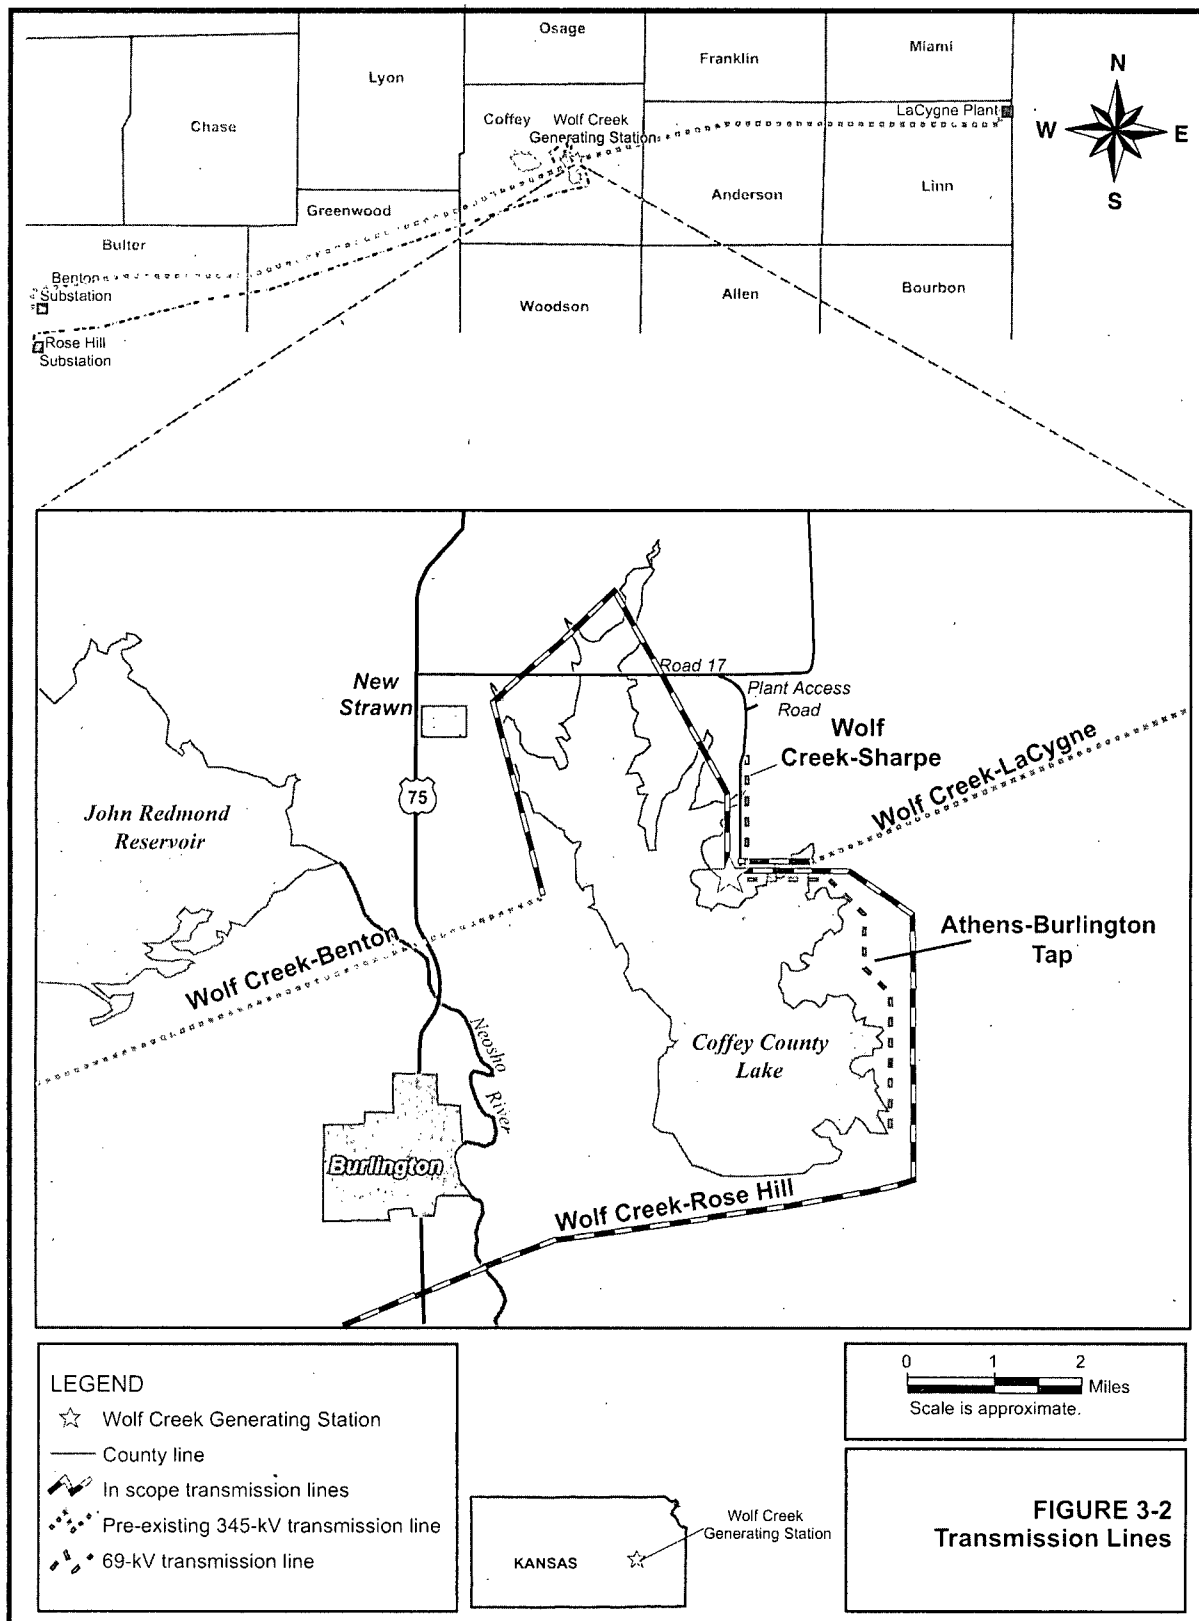 Osage
Franklin
Miami
Lyon
N
LaCygne Plant
Coffey
Wolf Creek
Generating Station
Chase
W
E
Anderson
Linn
S
Greenwood
Bulter
Benton
Substation
Woodson
Allen
Bourbon
Rose Hill
Substation
Road 17
New
Strawn
Plant Access
Road
Wolf
Creek-Sharpe
Wolf Creek-LaCygne
75
John Redmond
Reservoir
Wolf Creek-Benton
Athens-Burlington
Tap
Neosho
River
Coffey County
Lake
Burlington
Wolf Creek-Rose Hill
LEGEND
Wolf Creek Generating Station
County line
In scope transmission lines
Pre-existing 345-kV transmission line
69-kV transmission line
0 1 2
Miles
Scale is approximate.
KANSAS
Wolf Creek
Generating Station
FIGURE 3-2
Transmission Lines